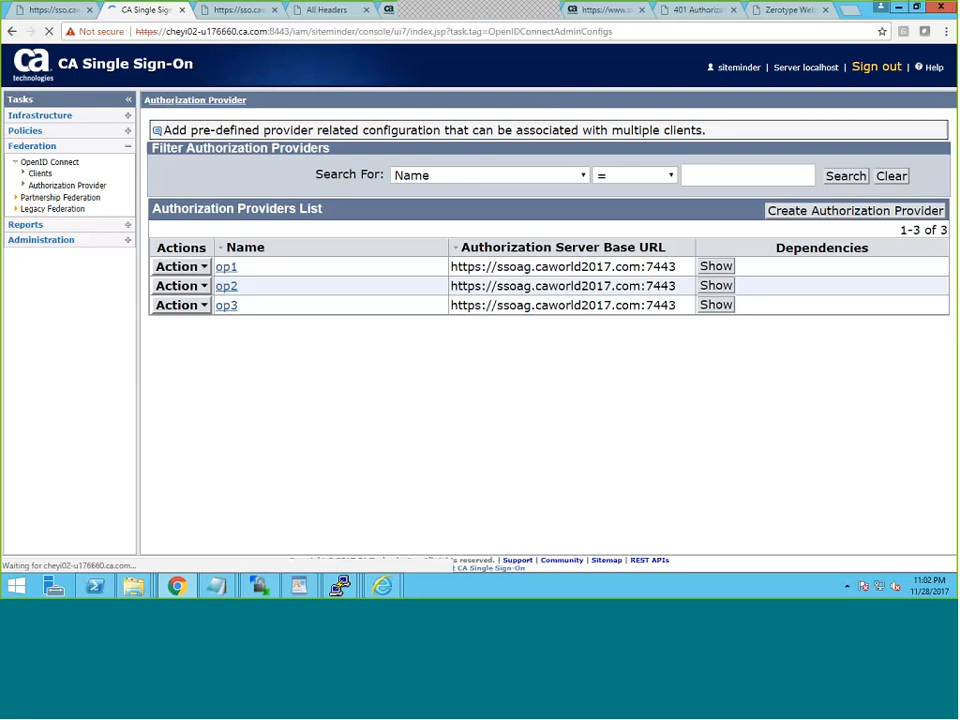 https://sso.ca.
CA Single Sig
https://sso.ca
All Headers
https://www.s
401 Authoriza
Zerotype Web
Not secure | https://cheyi02-u176660.ca.com:8443/iam/siteminder/console/ui7/index.jsp?task.tag=OpenIDConnectAdminConfigs
ca technologies
CA Single Sign-On
siteminder | Server localhost | Sign out | Help
Tasks «
Infrastructure
Policies
Federation
OpenID Connect
Clients
Authorization Provider
Partnership Federation
Legacy Federation
Reports
Administration
Authorization Provider
Add pre-defined provider related configuration that can be associated with multiple clients.
Filter Authorization Providers
Search For: Name = Search Clear
Authorization Providers List Create Authorization Provider
1-3 of 3
Actions Name Authorization Server Base URL Dependencies
Action op1 https://ssoag.caworld2017.com:7443 Show
Action op2 https://ssoag.caworld2017.com:7443 Show
Action op3 https://ssoag.caworld2017.com:7443 Show
's reserved. | Support | Community | Sitemap | REST APIs
CA Single Sign-On
Waiting for cheyi02-u176660.ca.com...
11:02 PM
11/28/2017